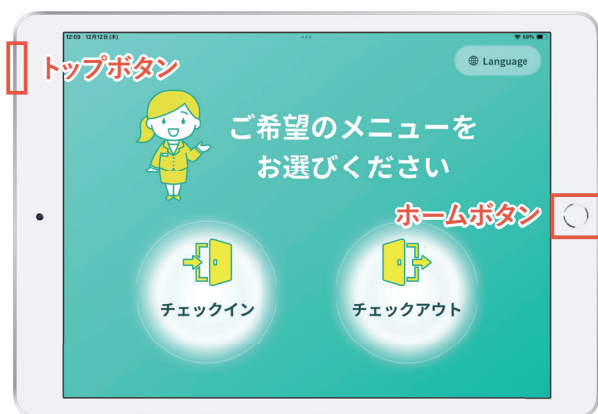 12:00 12月12日(木)
69%
トップボタン
Language
ご希望のメニューを
お選びください
ホームボタン
チェックイン
チェックアウト